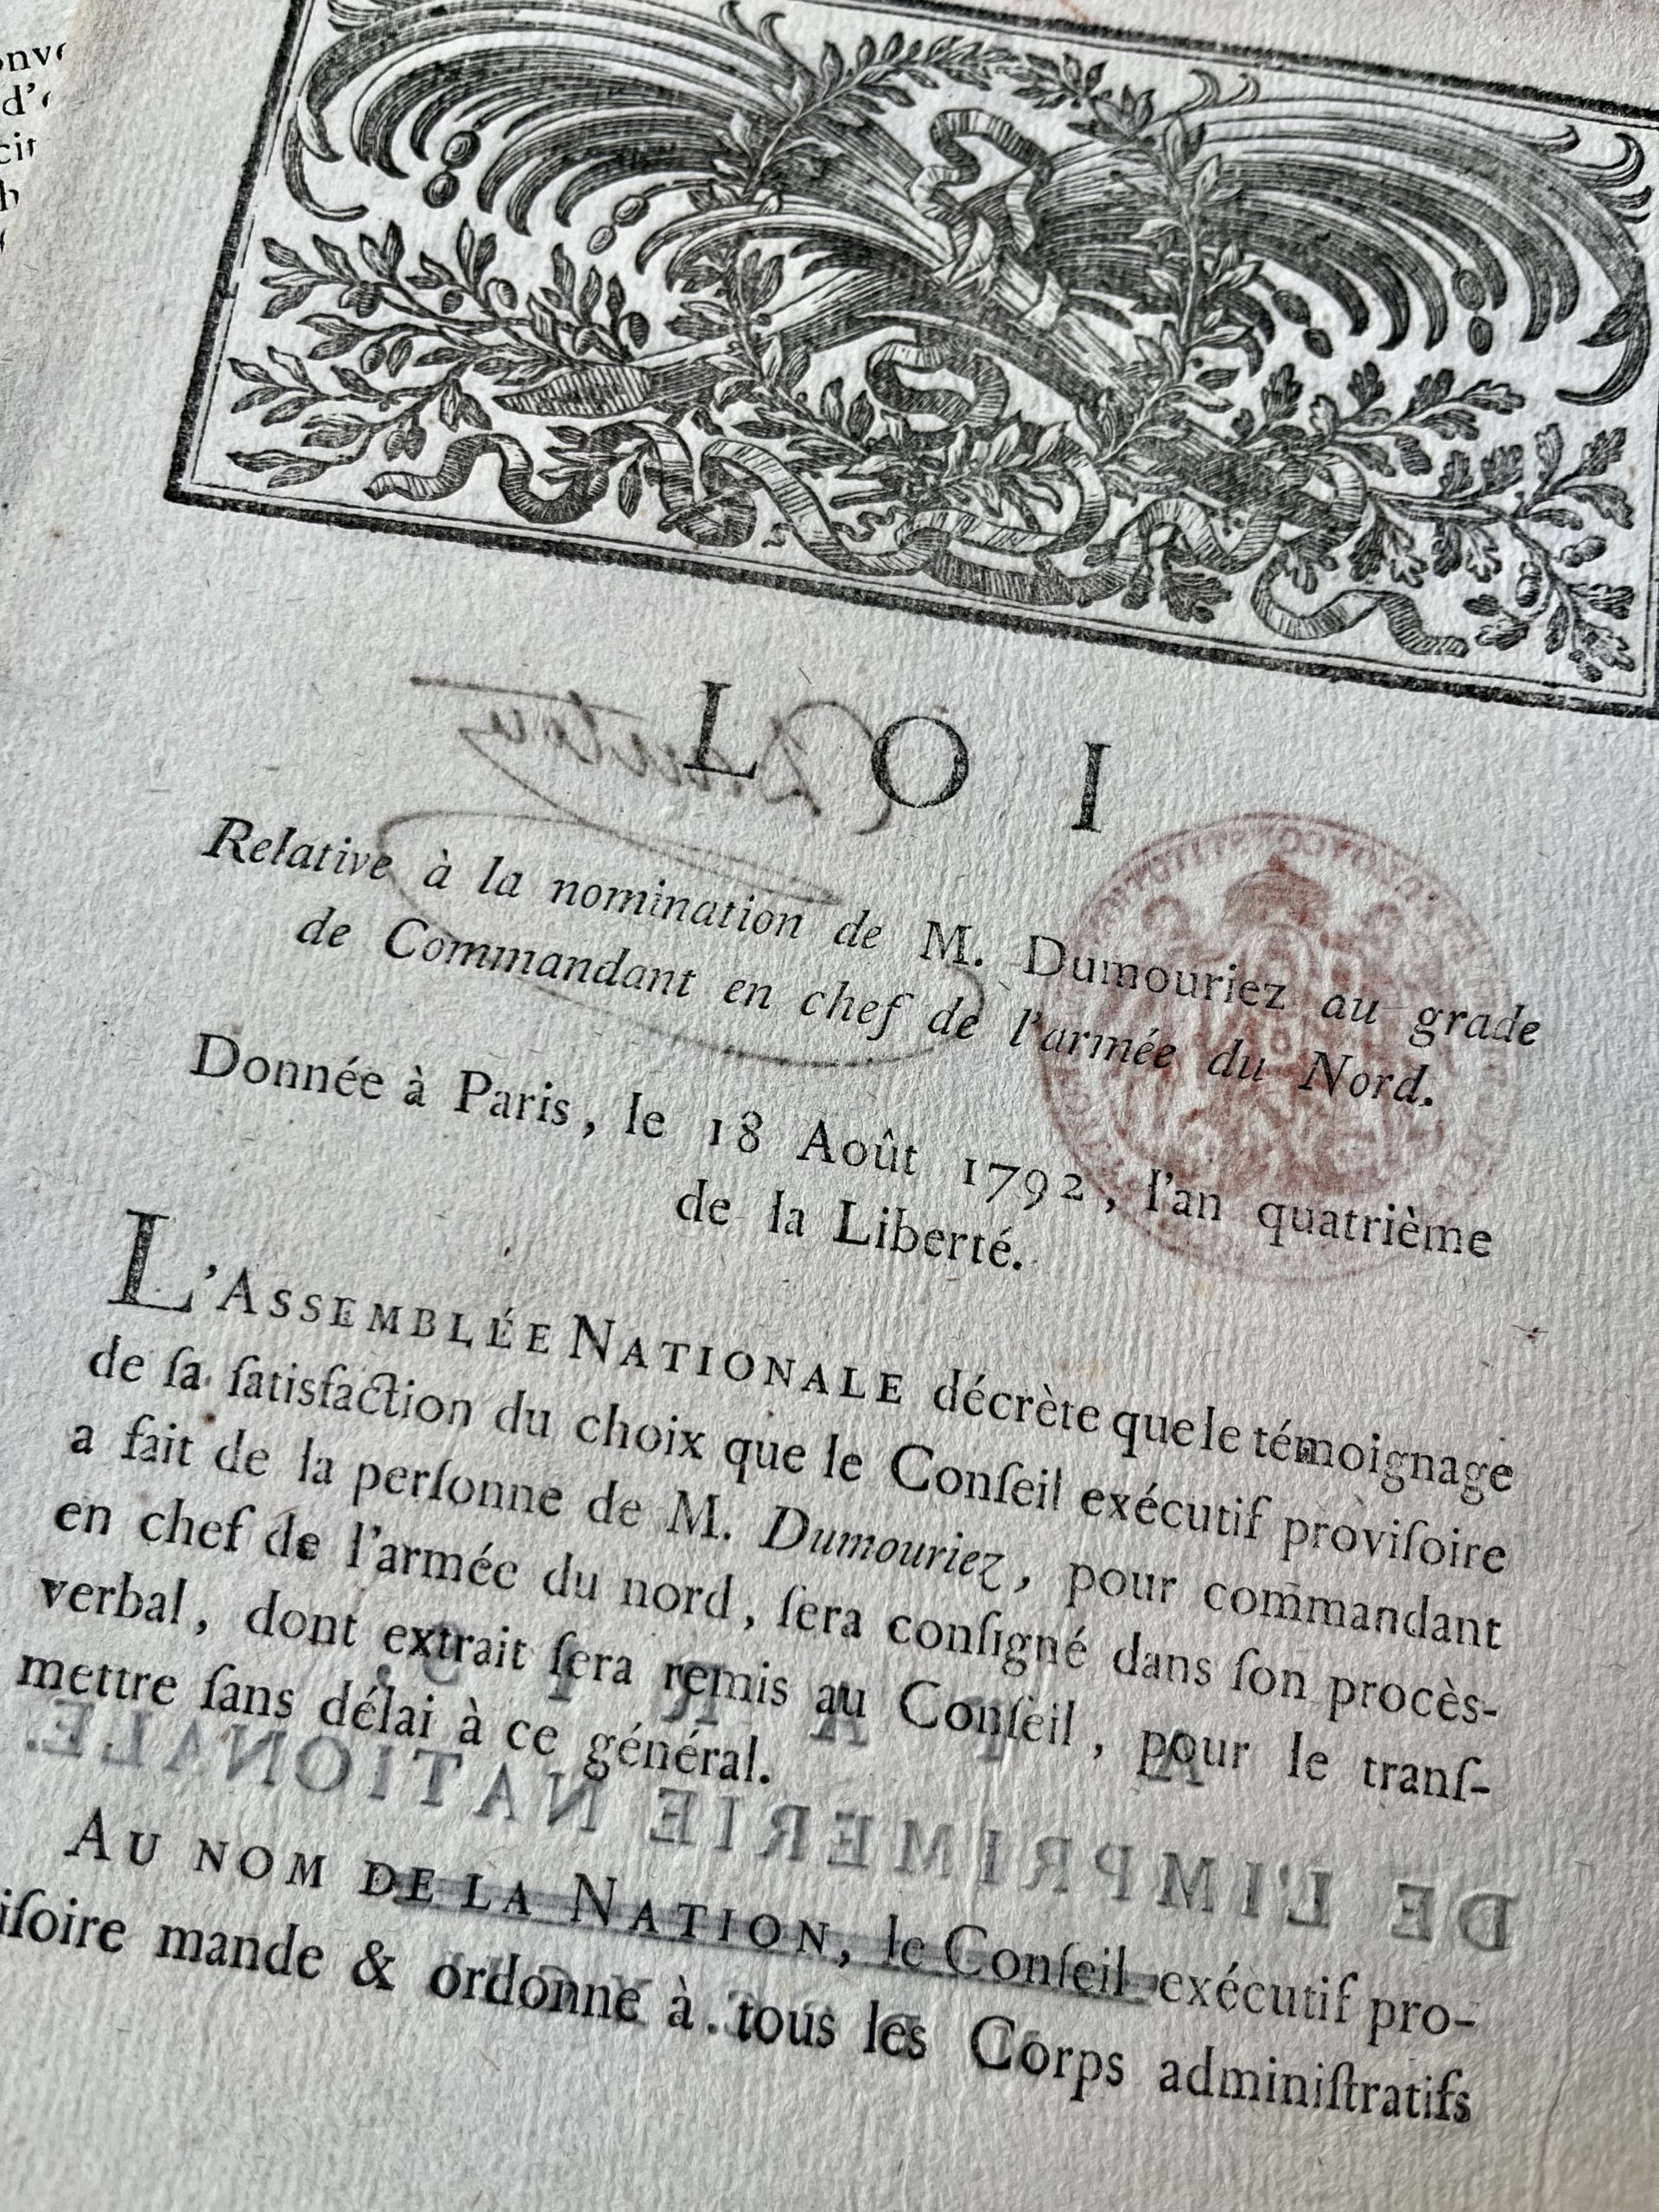 LOI
Relative à la nomination de M. Dumouriez au grade
de Commandant en chef de l'armée du Nord.
Donnée à Paris, le 18 Août 1792, l'an quatrième
de la Liberté.
L'ASSEMBLÉE NATIONALE décrète que le témoignage
de ſa ſatisfaction du choix que le Conſeil exécutif proviſoire
a fait de la perſonne de M. Dumouriez, pour commandant
en chef de l'armée du nord, ſera conſigné dans ſon procès-
verbal, dont extrait ſera remis au Conſeil, pour le tranſ-
mettre ſans délai à ce général.
DE L'IMPRIMERIE NATIONALE.
AU NOM DE LA NATION, le Conſeil exécutif pro-
iſoire mande & ordonne à tous les Corps adminiſtratifs